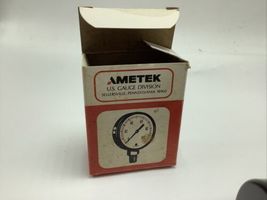 AMETEK
U.S. GAUGE DIVISION
SELLERSVILLE, PENNSYLVANIA 18960